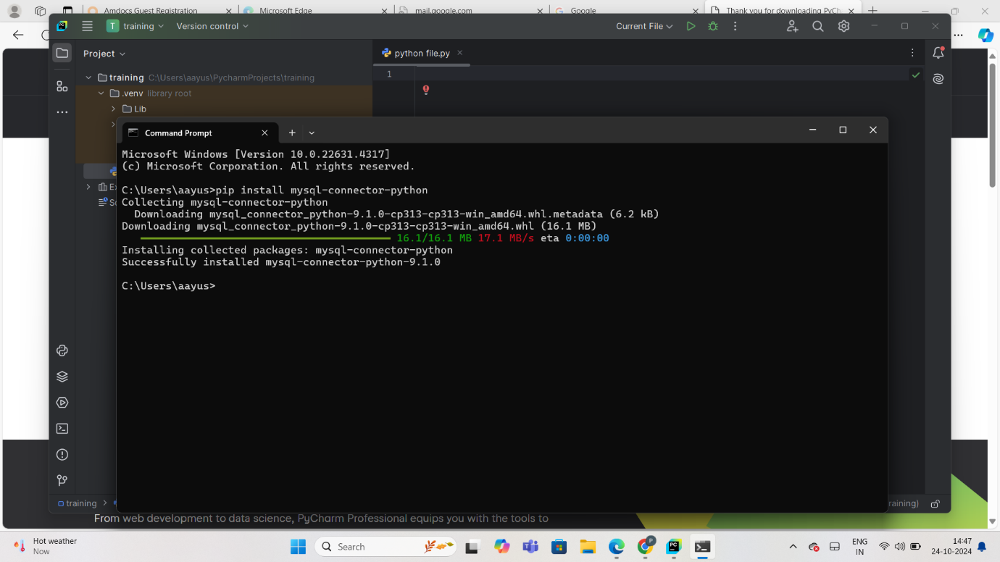 Amdocs Guest Registration
Microsoft Edge
mail.google.com
Google
Thank you for downloading PyCh
T training
Version control
Current File
Project
python file.py
training C:\Users\aayus\PycharmProjects\training
1
.venv library root
Lib
Command Prompt
Microsoft Windows [Version 10.0.22631.4317]
(c) Microsoft Corporation. All rights reserved.
C:\Users\aayus>pip install mysql-connector-python
Collecting mysql-connector-python
Downloading mysql_connector_python-9.1.0-cp313-cp313-win_amd64.whl.metadata (6.2 kB)
Downloading mysql_connector_python-9.1.0-cp313-cp313-win_amd64.whl (16.1 MB)
16.1/16.1 MB 17.1 MB/s eta 0:00:00
Installing collected packages: mysql-connector-python
Successfully installed mysql-connector-python-9.1.0
C:\Users\aayus>
Ex
Sc
training
raining)
From web development to data science, PyCharm Professional equips you with the tools to
Hot weather
Now
Search
P
PC
ENG
IN
14:47
24-10-2024